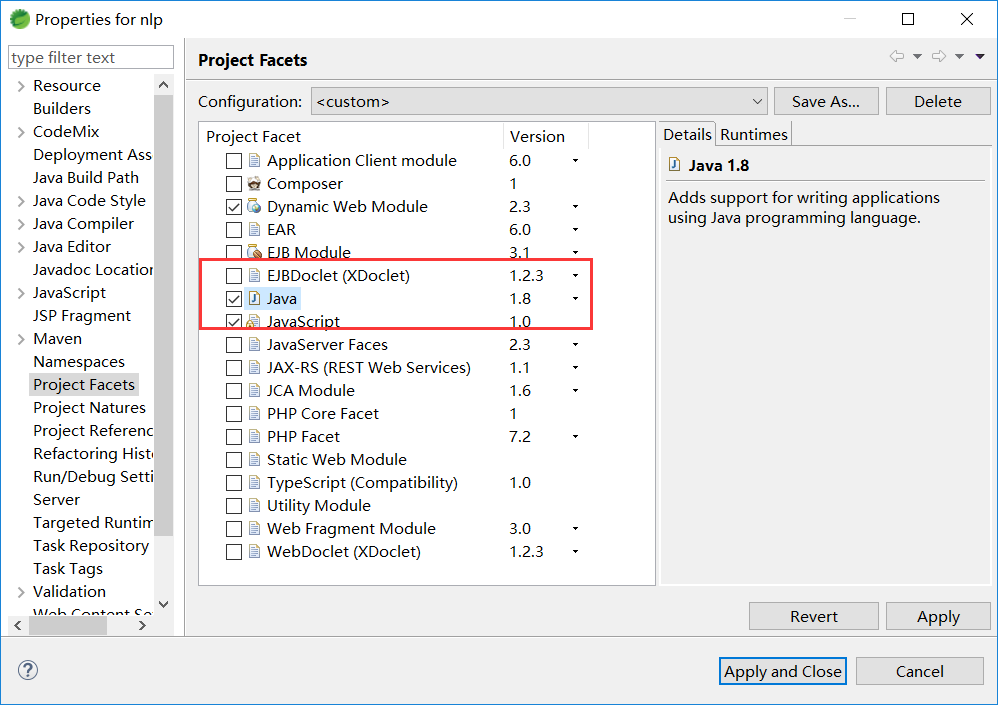 Properties for nlp
type filter text
Resource
Builders
CodeMix
Deployment Ass
Java Build Path
Java Code Style
Java Compiler
Java Editor
Javadoc Location
JavaScript
JSP Fragment
Maven
Namespaces
Project Facets
Project Natures
Project Referenc
Refactoring Histo
Run/Debug Setti
Server
Targeted Runtim
Task Repository
Task Tags
Validation
Web Content Se
Project Facets
Configuration: <custom> Save As... Delete
Project Facet Version
Application Client module 6.0
Composer 1
Dynamic Web Module 2.3
EAR 6.0
EJB Module 3.1
EJBDoclet (XDoclet) 1.2.3
Java 1.8
JavaScript 1.0
JavaServer Faces 2.3
JAX-RS (REST Web Services) 1.1
JCA Module 1.6
PHP Core Facet 1
PHP Facet 7.2
Static Web Module
TypeScript (Compatibility) 1.0
Utility Module
Web Fragment Module 3.0
WebDoclet (XDoclet) 1.2.3
Details Runtimes
Java 1.8
Adds support for writing applications
using Java programming language.
Revert Apply
Apply and Close Cancel